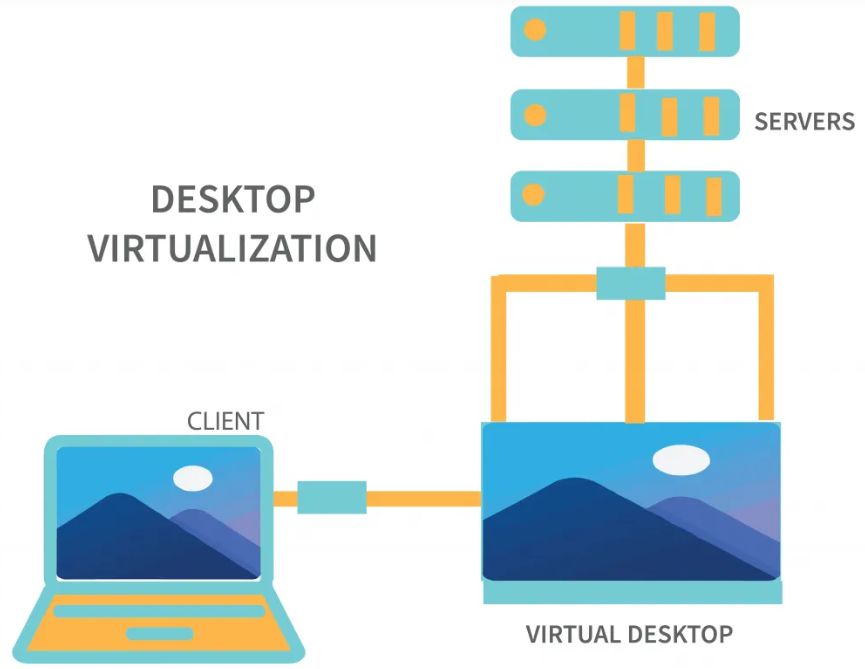 DESKTOP
VIRTUALIZATION
SERVERS
CLIENT
VIRTUAL DESKTOP